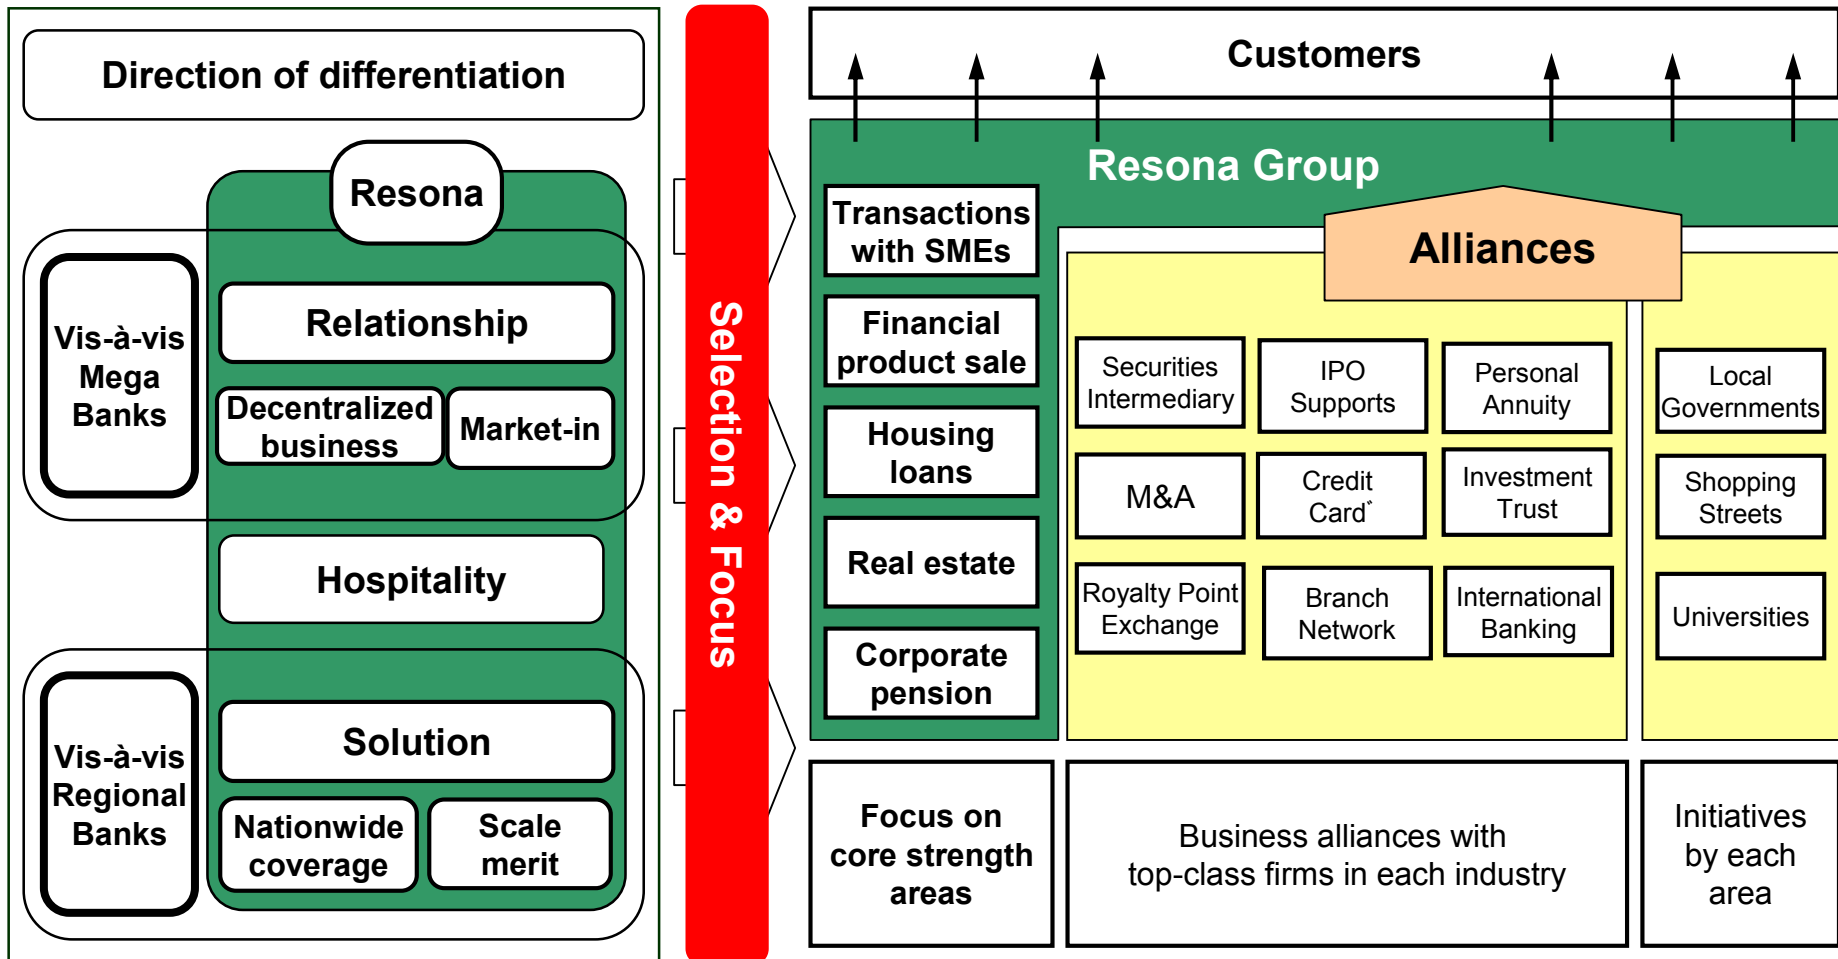 Direction of differentiation
Resona
Vis-à-vis
Mega
Banks
Relationship
Decentralized
business
Market-in
Hospitality
Vis-à-vis
Regional
Banks
Solution
Nationwide
coverage
Scale
merit
Selection & Focus
Customers
Resona Group
Transactions
with SMEs
Financial
product sale
Housing
loans
Real estate
Corporate
pension
Alliances
Securities
Intermediary
IPO
Supports
Personal
Annuity
M&A
Credit
Card*
Investment
Trust
Royalty Point
Exchange
Branch
Network
International
Banking
Local
Governments
Shopping
Streets
Universities
Focus on
core strength
areas
Business alliances with
top-class firms in each industry
Initiatives
by each
area